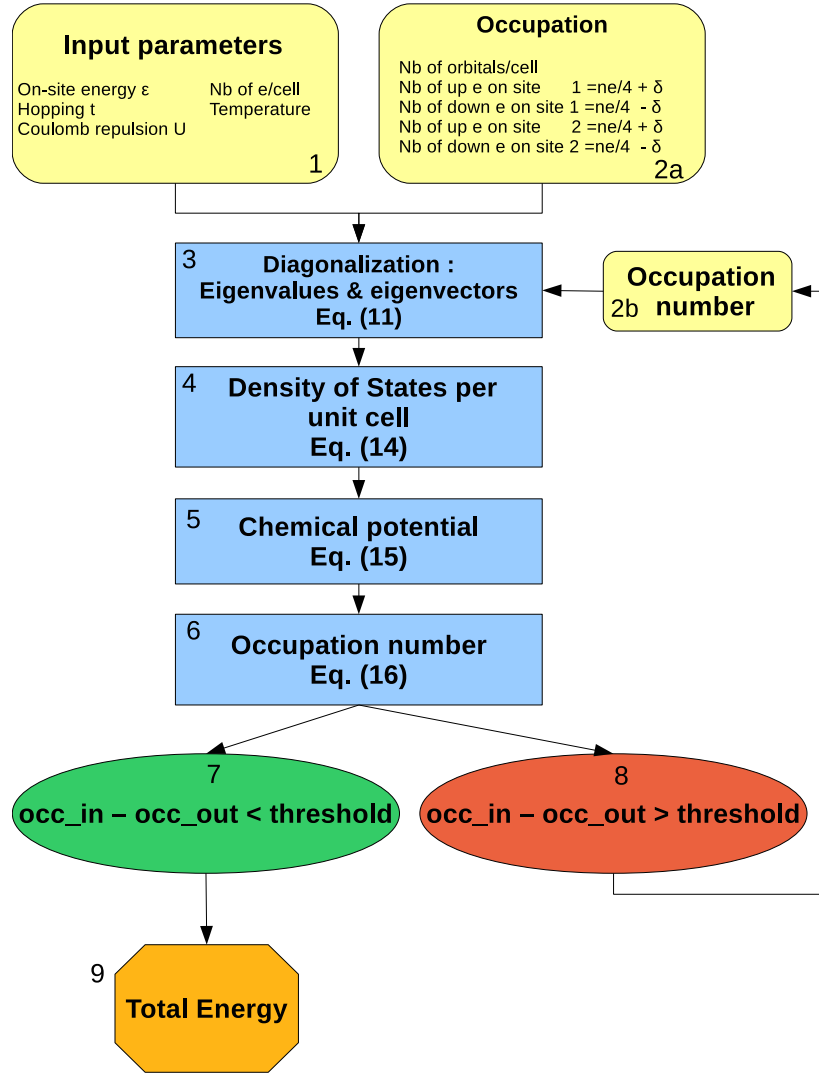 Input parameters
On-site energy ε Nb of e/cell
Hopping t Temperature
Coulomb repulsion U
1
Occupation
Nb of orbitals/cell
Nb of up e on site 1 =ne/4 + δ
Nb of down e on site 1 =ne/4 - δ
Nb of up e on site 2 =ne/4 + δ
Nb of down e on site 2 =ne/4 - δ
2a
3
Diagonalization :
Eigenvalues & eigenvectors
Eq. (11)
Occupation
number
2b
4
Density of States per
unit cell
Eq. (14)
5
Chemical potential
Eq. (15)
6
Occupation number
Eq. (16)
7
occ_in – occ_out < threshold
8
occ_in – occ_out > threshold
9
Total Energy